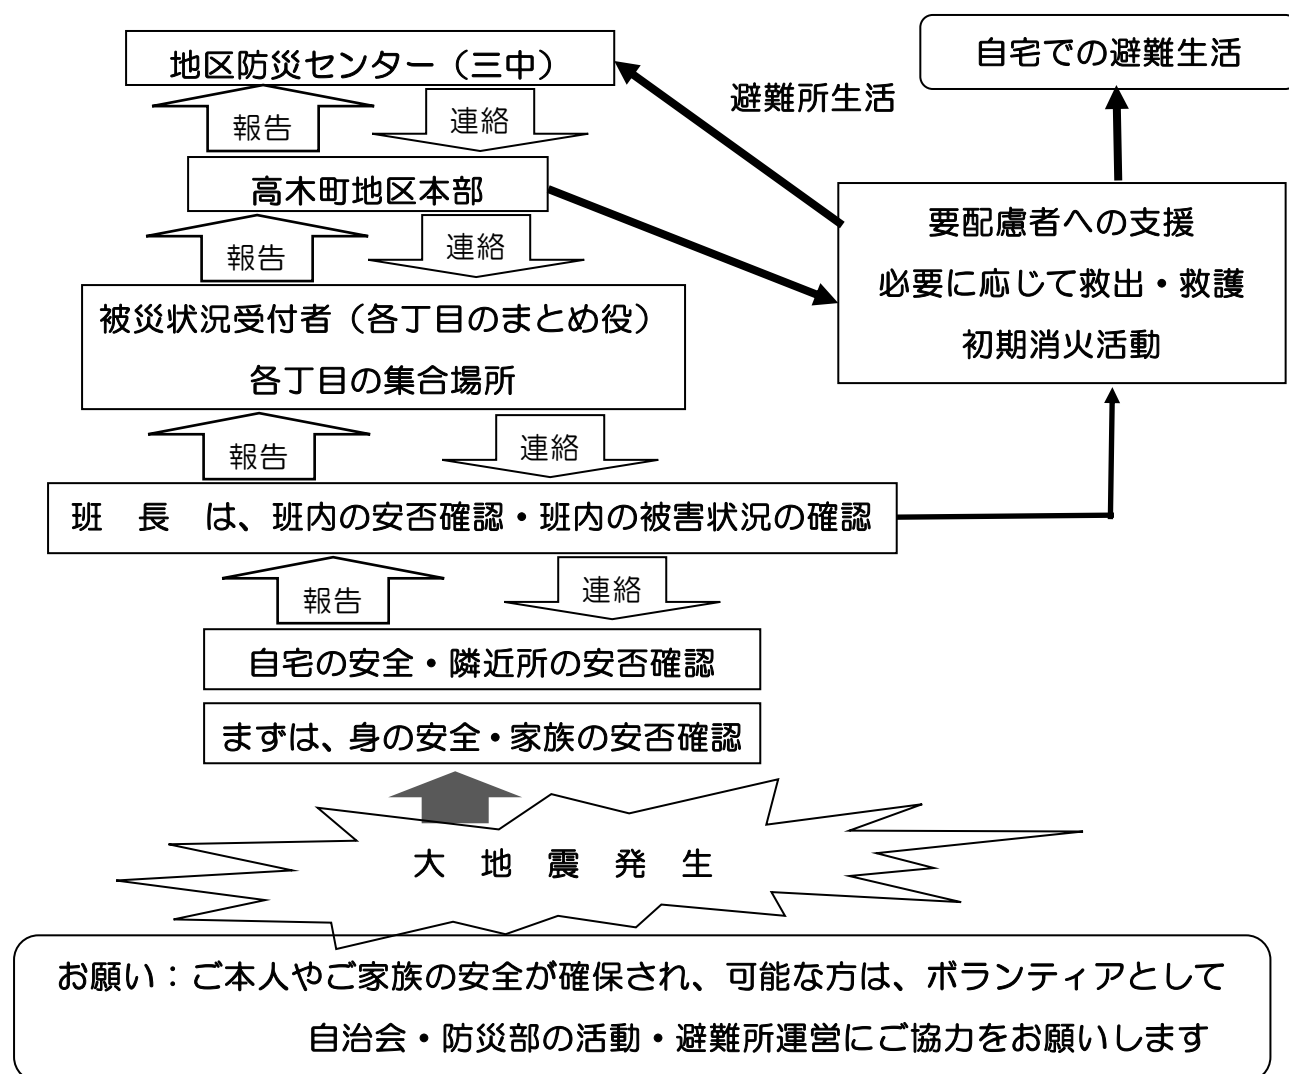 地区防災センター（三中）
自宅での避難生活
避難所生活
報告
連絡
高木町地区本部
要配慮者への支援
必要に応じて救出・救護
初期消火活動
報告
連絡
被災状況受付者（各丁目のまとめ役）
各丁目の集合場所
報告
連絡
班　長　は、班内の安否確認・班内の被害状況の確認
報告
連絡
自宅の安全・隣近所の安否確認
まずは、身の安全・家族の安否確認
大　地　震　発　生
お願い：ご本人やご家族の安全が確保され、可能な方は、ボランティアとして
自治会・防災部の活動・避難所運営にご協力をお願いします